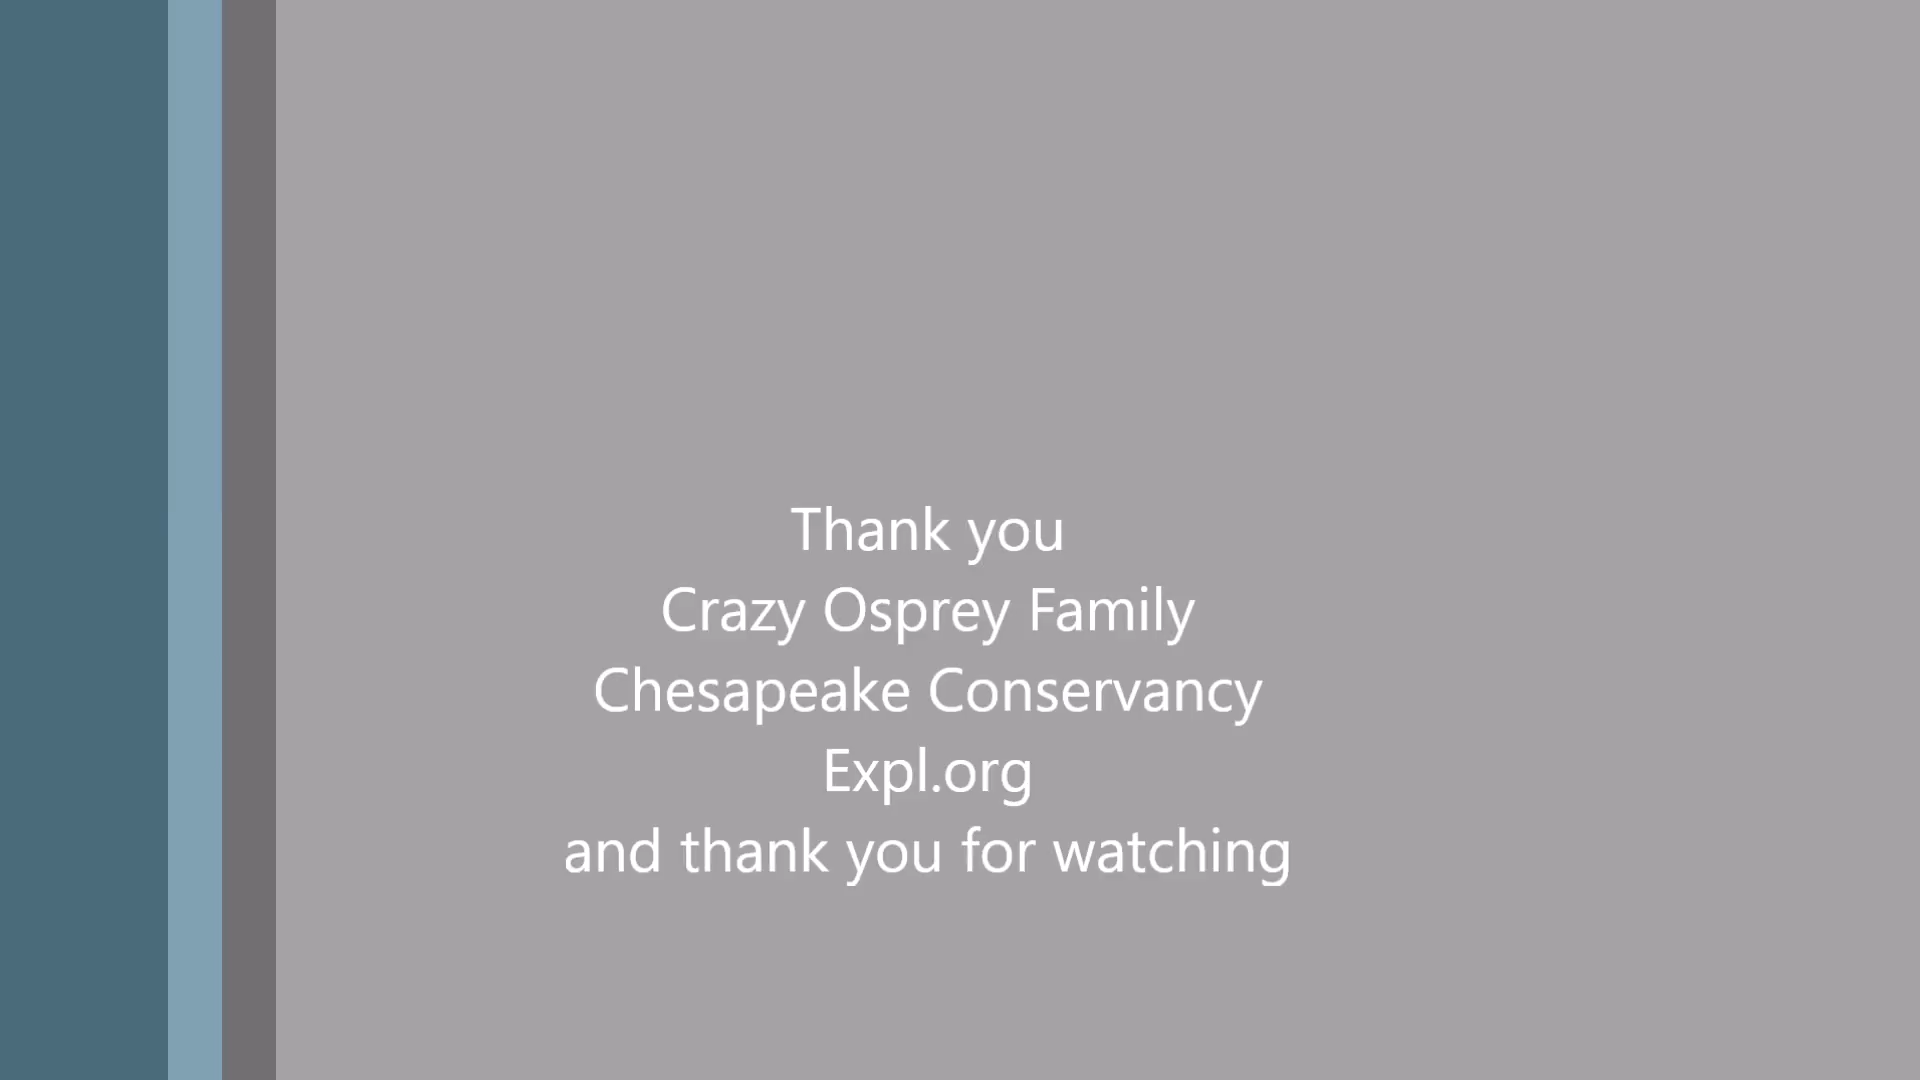 Thank you
Crazy Osprey Family
Chesapeake Conservancy
Expl.org
and thank you for watching